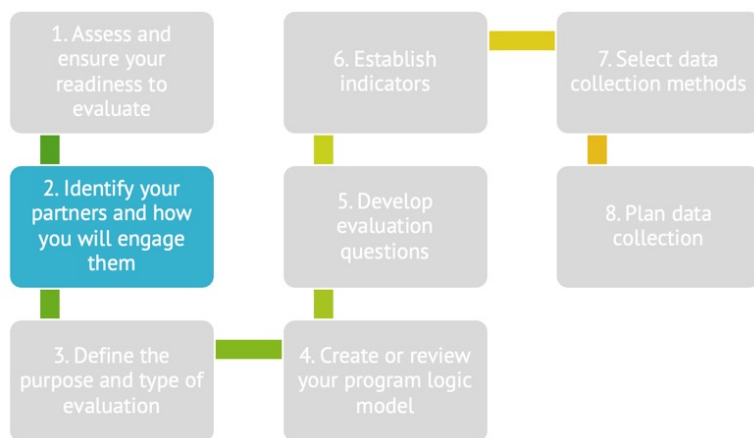 1. Assess and
ensure your
readiness to
evaluate
2. Identify your
partners and how
you will engage
them
3. Define the
purpose and type of
evaluation
4. Create or review
your program logic
model
5. Develop
evaluation
questions
6. Establish
indicators
7. Select data
collection methods
8. Plan data
collection